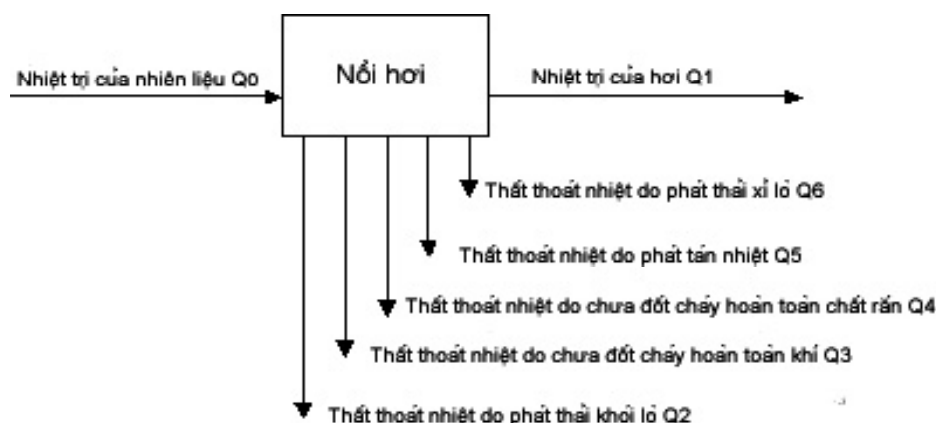 Nồi hơi
Nhiệt trị của nhiên liệu Q0
Nhiệt trị của hơi Q1
Thất thoát nhiệt do phát thải xỉ lò Q6
Thất thoát nhiệt do phát tán nhiệt Q5
Thất thoát nhiệt do chưa đốt cháy hoàn toàn chất rắn Q4
Thất thoát nhiệt do chưa đốt cháy hoàn toàn khí Q3
Thất thoát nhiệt do phát thải khói lò Q2